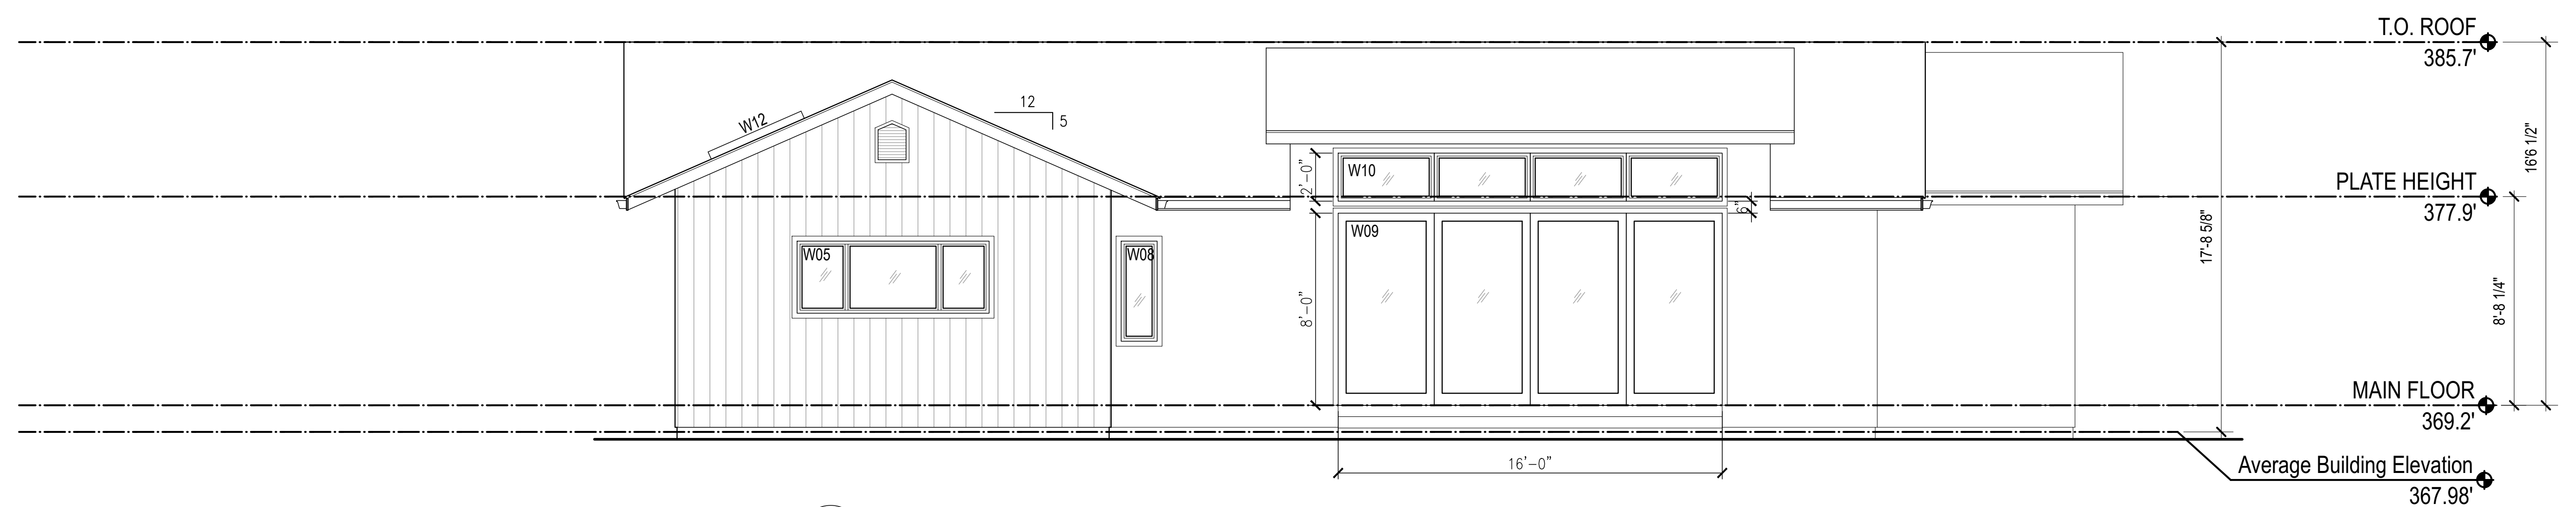 T.O. ROOF
385.7'
12
5
W12
16'6 1/2"
2'-0"
W10
PLATE HEIGHT
377.9'
6"
W09
17'-8 5/8"
W05
W08
8'-0"
8'-8 1/4"
MAIN FLOOR
369.2'
16'-0"
Average Building Elevation
367.98'